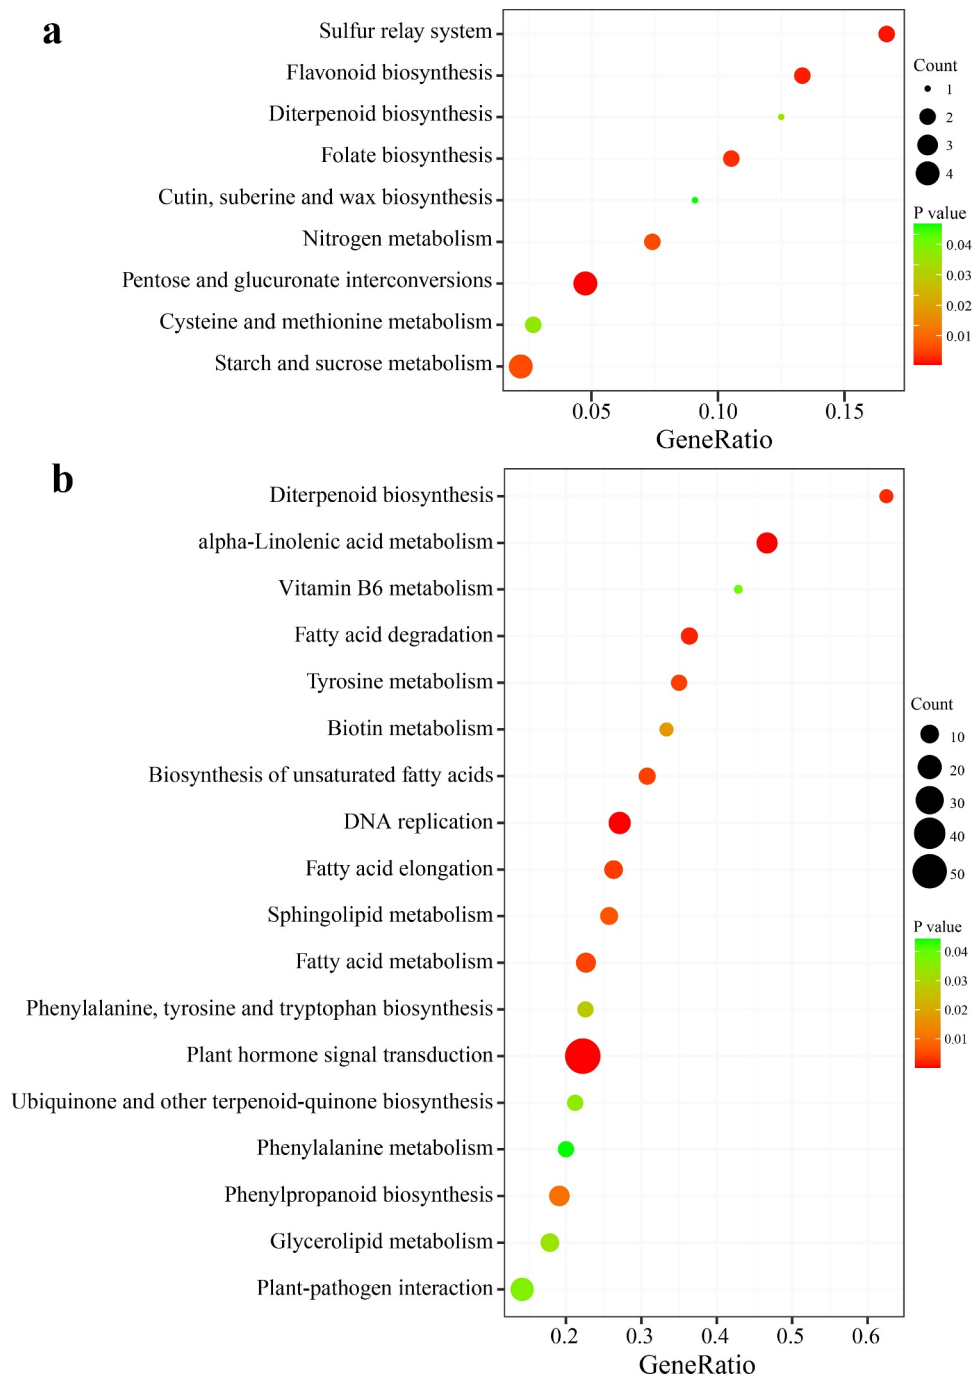 a
Sulfur relay system
Flavonoid biosynthesis
Diterpenoid biosynthesis
Folate biosynthesis
Cutin, suberine and wax biosynthesis
Nitrogen metabolism
Pentose and glucuronate interconversions
Cysteine and methionine metabolism
Starch and sucrose metabolism
0.05 0.10 0.15
GeneRatio
Count
1
2
3
4
P value
0.04
0.03
0.02
0.01
b
Diterpenoid biosynthesis
alpha-Linolenic acid metabolism
Vitamin B6 metabolism
Fatty acid degradation
Tyrosine metabolism
Biotin metabolism
Biosynthesis of unsaturated fatty acids
DNA replication
Fatty acid elongation
Sphingolipid metabolism
Fatty acid metabolism
Phenylalanine, tyrosine and tryptophan biosynthesis
Plant hormone signal transduction
Ubiquinone and other terpenoid-quinone biosynthesis
Phenylalanine metabolism
Phenylpropanoid biosynthesis
Glycerolipid metabolism
Plant-pathogen interaction
0.2 0.3 0.4 0.5 0.6
GeneRatio
Count
10
20
30
40
50
P value
0.04
0.03
0.02
0.01